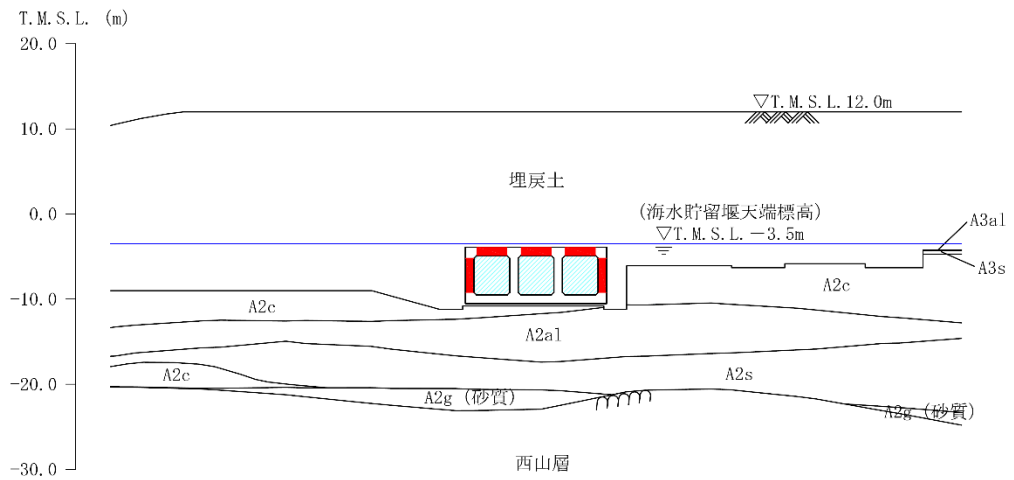 T.M.S.L. (m)
20.0
▽T.M.S.L.12.0m
10.0
埋戻土
0.0
(海水貯留堰天端標高)
▽T.M.S.L.－3.5m
A3al
A3s
-10.0
A2c
A2c
A2al
A2c
A2s
-20.0
A2g (砂質)
A2g (砂質)
西山層
-30.0